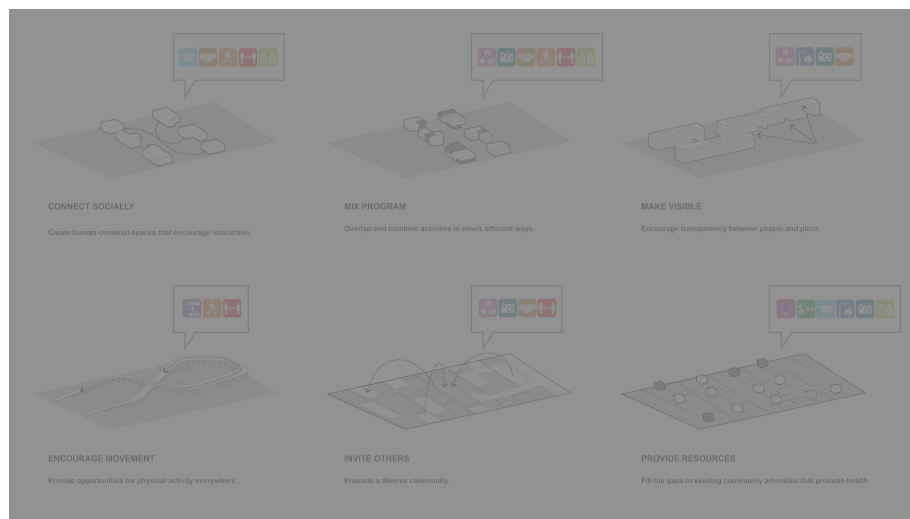 CONNECT SOCIALLY
Create human-centered spaces that encourage interaction.
MIX PROGRAM
Overlap and combine activities in novel, efficient ways.
MAKE VISIBLE
Encourage transparency between people and place.
ENCOURAGE MOVEMENT
Provide opportunities for physical activity everywhere.
INVITE OTHERS
Promote a diverse community.
PROVIDE RESOURCES
Fill the gaps in existing community amenities that promote health.